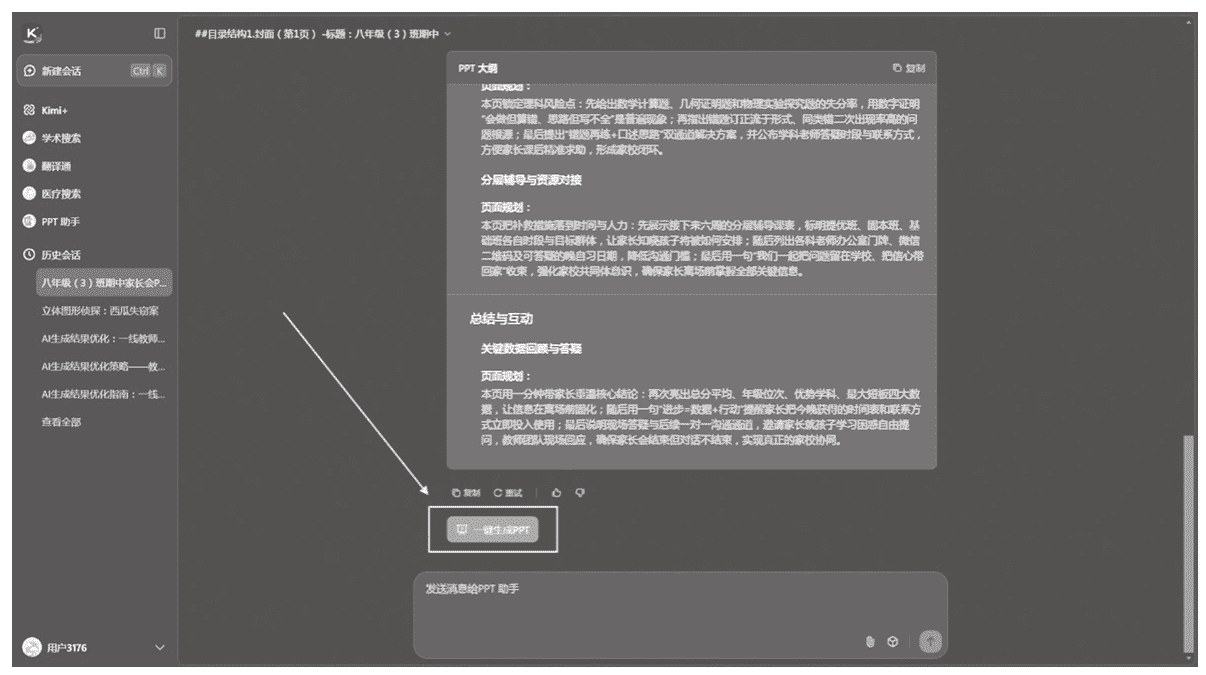 K
##目录结构1.封面（第1页）-标题：八年级（3）班期中
新建会话 Ctrl K
Kimi+
学术搜索
翻译通
医疗搜索
PPT 助手
历史会话
八年级（3）班期中家长会P...
立体图形侦探：西瓜失窃案
AI生成结果优化：一线教师...
AI生成结果优化策略——教...
AI生成结果优化指南：一线...
查看全部
用户3176
PPT 大纲
复制
页面规划：
本页锁定理科风险点：先给出数学计算题、几何证明题和物理实验探究题的失分率，用数字证明
“会做但算错、思路但写不全”是普遍现象；再指出错题订正流于形式、同类错二次出现率高的问
题根源；最后提出“错题再练+口述思路”双通道解决方案，并公布学科老师答疑时段与联系方式，
方便家长课后精准求助，形成家校闭环。
分层辅导与资源对接
页面规划：
本页把补救措施落到时间与人力：先展示接下来六周的分层辅导课表，标明提优班、固本班、基
础班各自时段与目标群体，让家长知晓孩子将被如何安排；随后列出各科老师办公室门牌、微信
二维码及可答疑的晚自习日期，降低沟通门槛；最后用一句“我们一起把问题留在学校、把信心带
回家”收束，强化家校共同体意识，确保家长离场前掌握全部关键信息。
总结与互动
关键数据回顾与答疑
页面规划：
本页用一分钟带家长重温核心结论：再次亮出总分平均、年级位次、优势学科、最大短板四大数
据，让信息在离场前固化；随后用一句“进步=数据+行动”提醒家长把今晚获得的时间表和联系方
式立即投入使用；最后说明现场答疑与后续一对一沟通通道，邀请家长就孩子学习困惑自由提
问，教师团队现场回应，确保家长会结束但对话不结束，实现真正的家校协同。
复制 重试
一键生成PPT
发送消息给PPT 助手